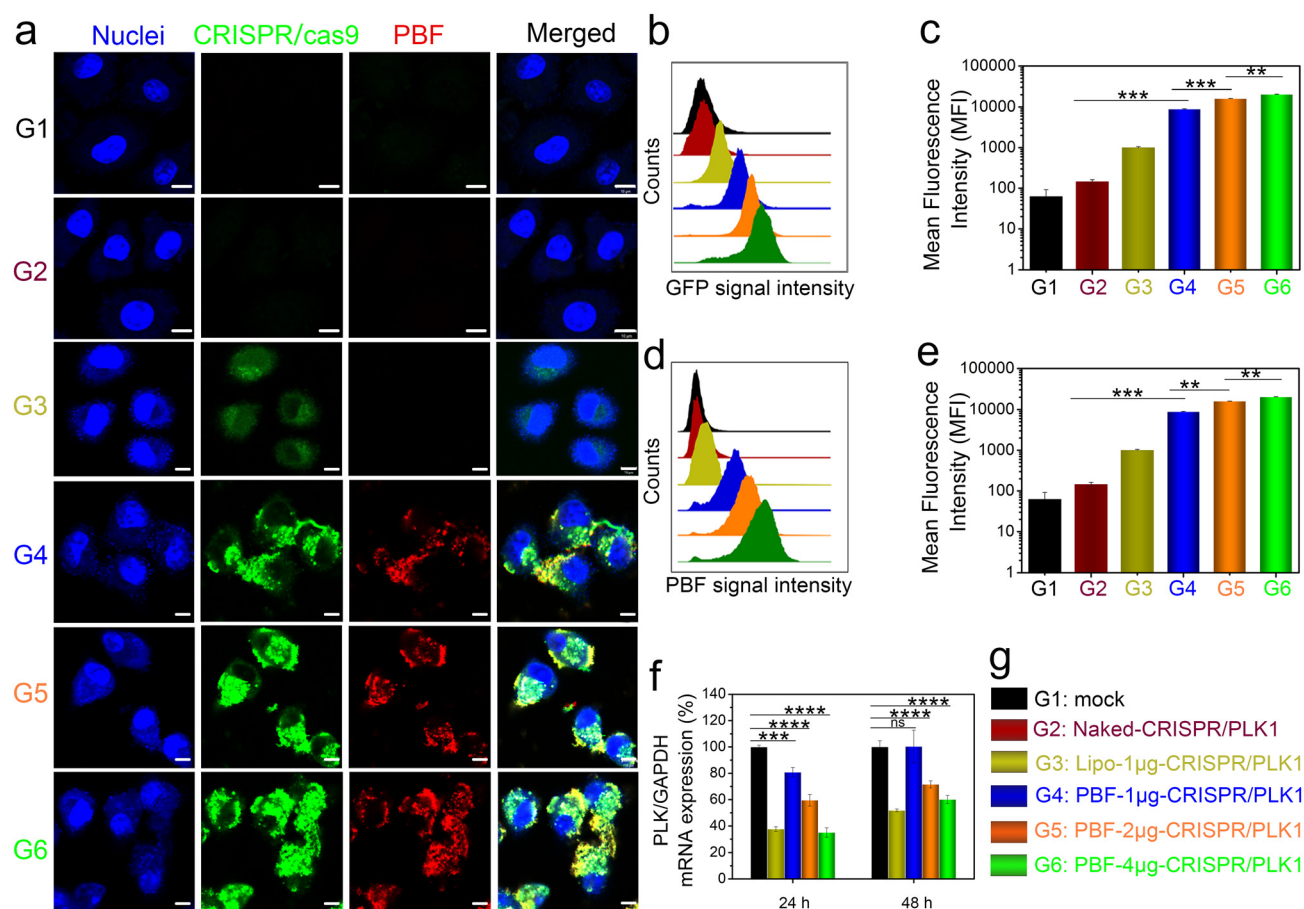 a
Nuclei CRISPR/cas9 PBF Merged
G1
G2
G3
G4
G5
G6
10 μm
b
Counts
GFP signal intensity
c
Mean Fluorescence
Intensity (MFI)
100000
10000
1000
100
10
1
*** *** **
G1 G2 G3 G4 G5 G6
d
Counts
PBF signal intensity
e
Mean Fluorescence
Intensity (MFI)
100000
10000
1000
100
10
1
*** ** **
G1 G2 G3 G4 G5 G6
f
PLK/GAPDH
mRNA expression (%)
140
120
100
80
60
40
20
0
****
****
***
****
****
ns
24 h 48 h
g
G1: mock
G2: Naked-CRISPR/PLK1
G3: Lipo-1μg-CRISPR/PLK1
G4: PBF-1μg-CRISPR/PLK1
G5: PBF-2μg-CRISPR/PLK1
G6: PBF-4μg-CRISPR/PLK1